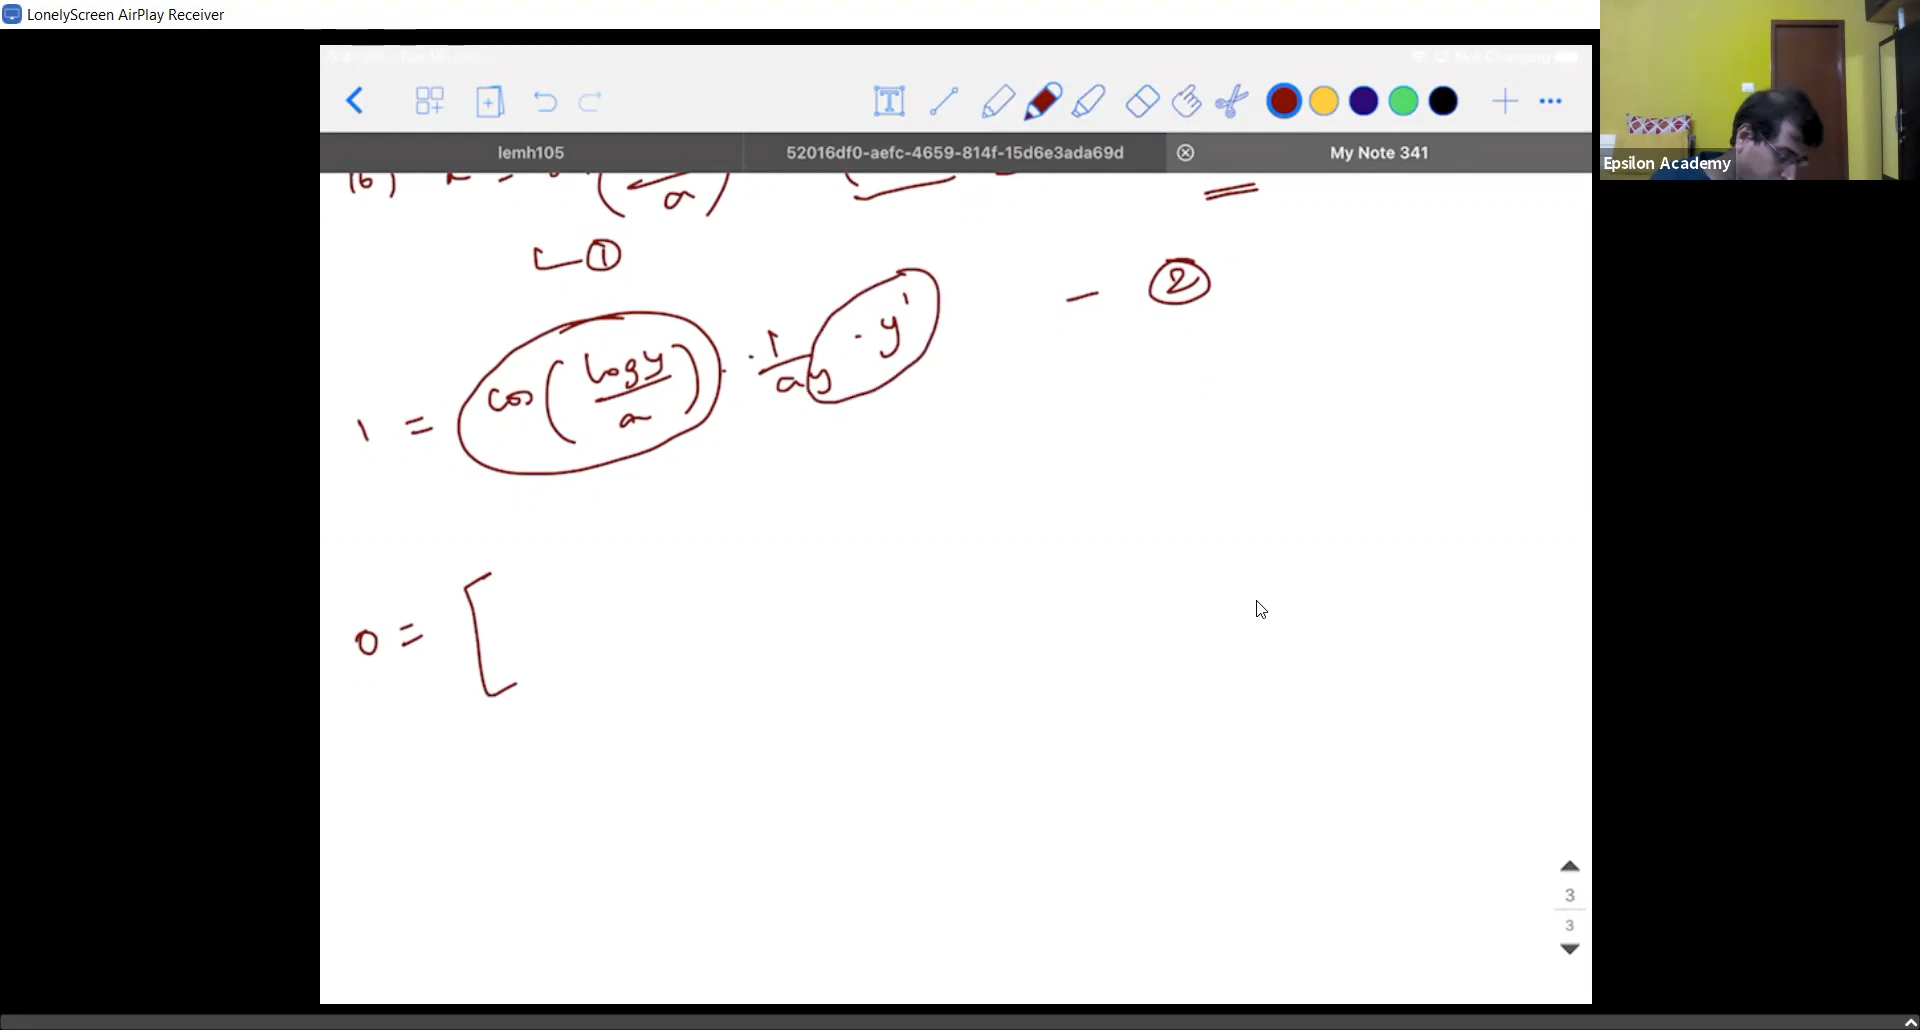 LonelyScreen AirPlay Receiver
T
lemh105
52016df0-aefc-4659-814f-15d6e3ada69d
My Note 341
Epsilon Academy
a
①
1 = cos(log y / a) · 1/ay · y' - ②
0 = [
3
3